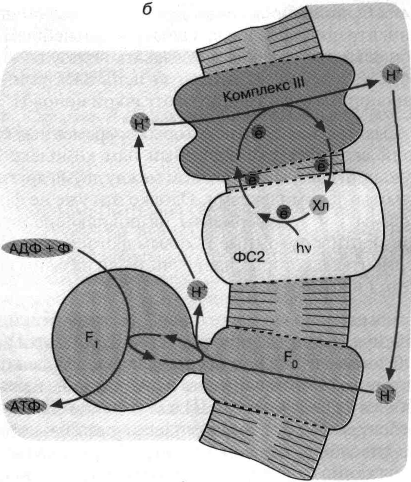 б
Комплекс III
H⁺
H⁺
ē
ē
ē
ē
Хл
ФС2
hν
АДФ + Ф
H⁺
F₁
F₀
H⁺
АТФ